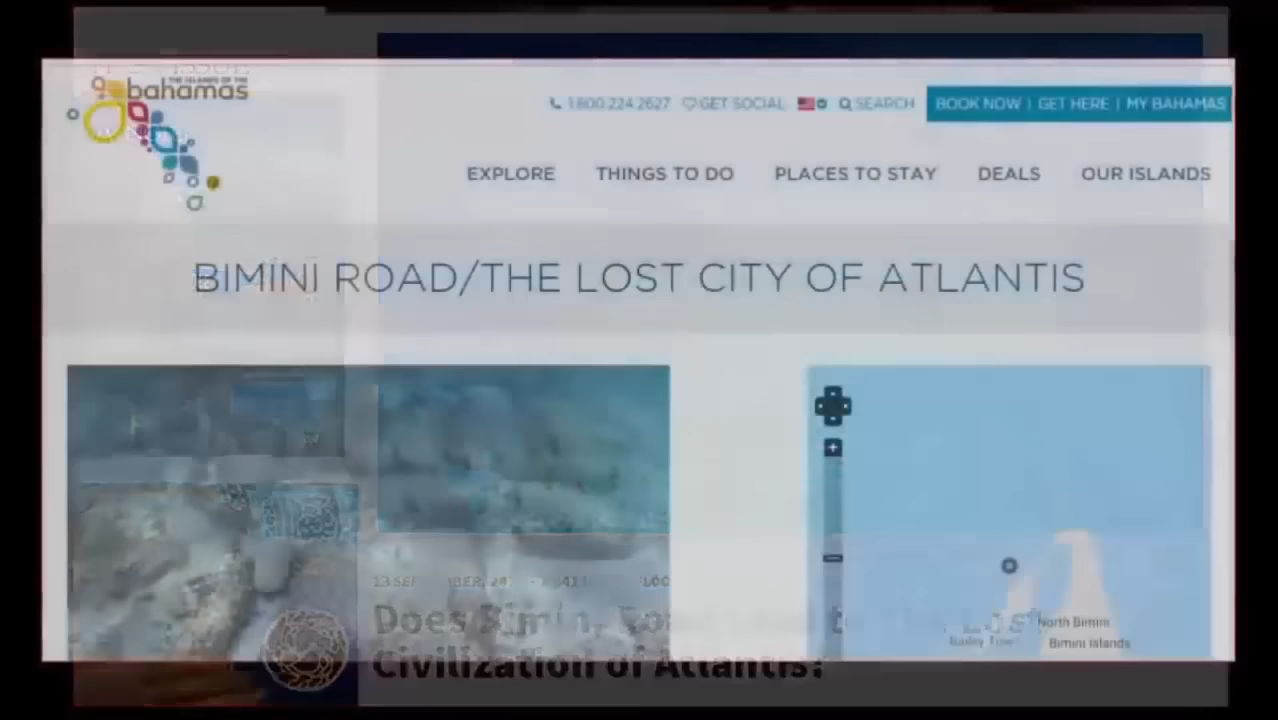 THE ISLANDS OF THE
bahamas
1.800.224.2627 GET SOCIAL SEARCH BOOK NOW | GET HERE | MY BAHAMAS
EXPLORE THINGS TO DO PLACES TO STAY DEALS OUR ISLANDS
BIMINI ROAD/THE LOST CITY OF ATLANTIS
North Bimini
Bimini Islands
Does
Civilization of Atlantis?